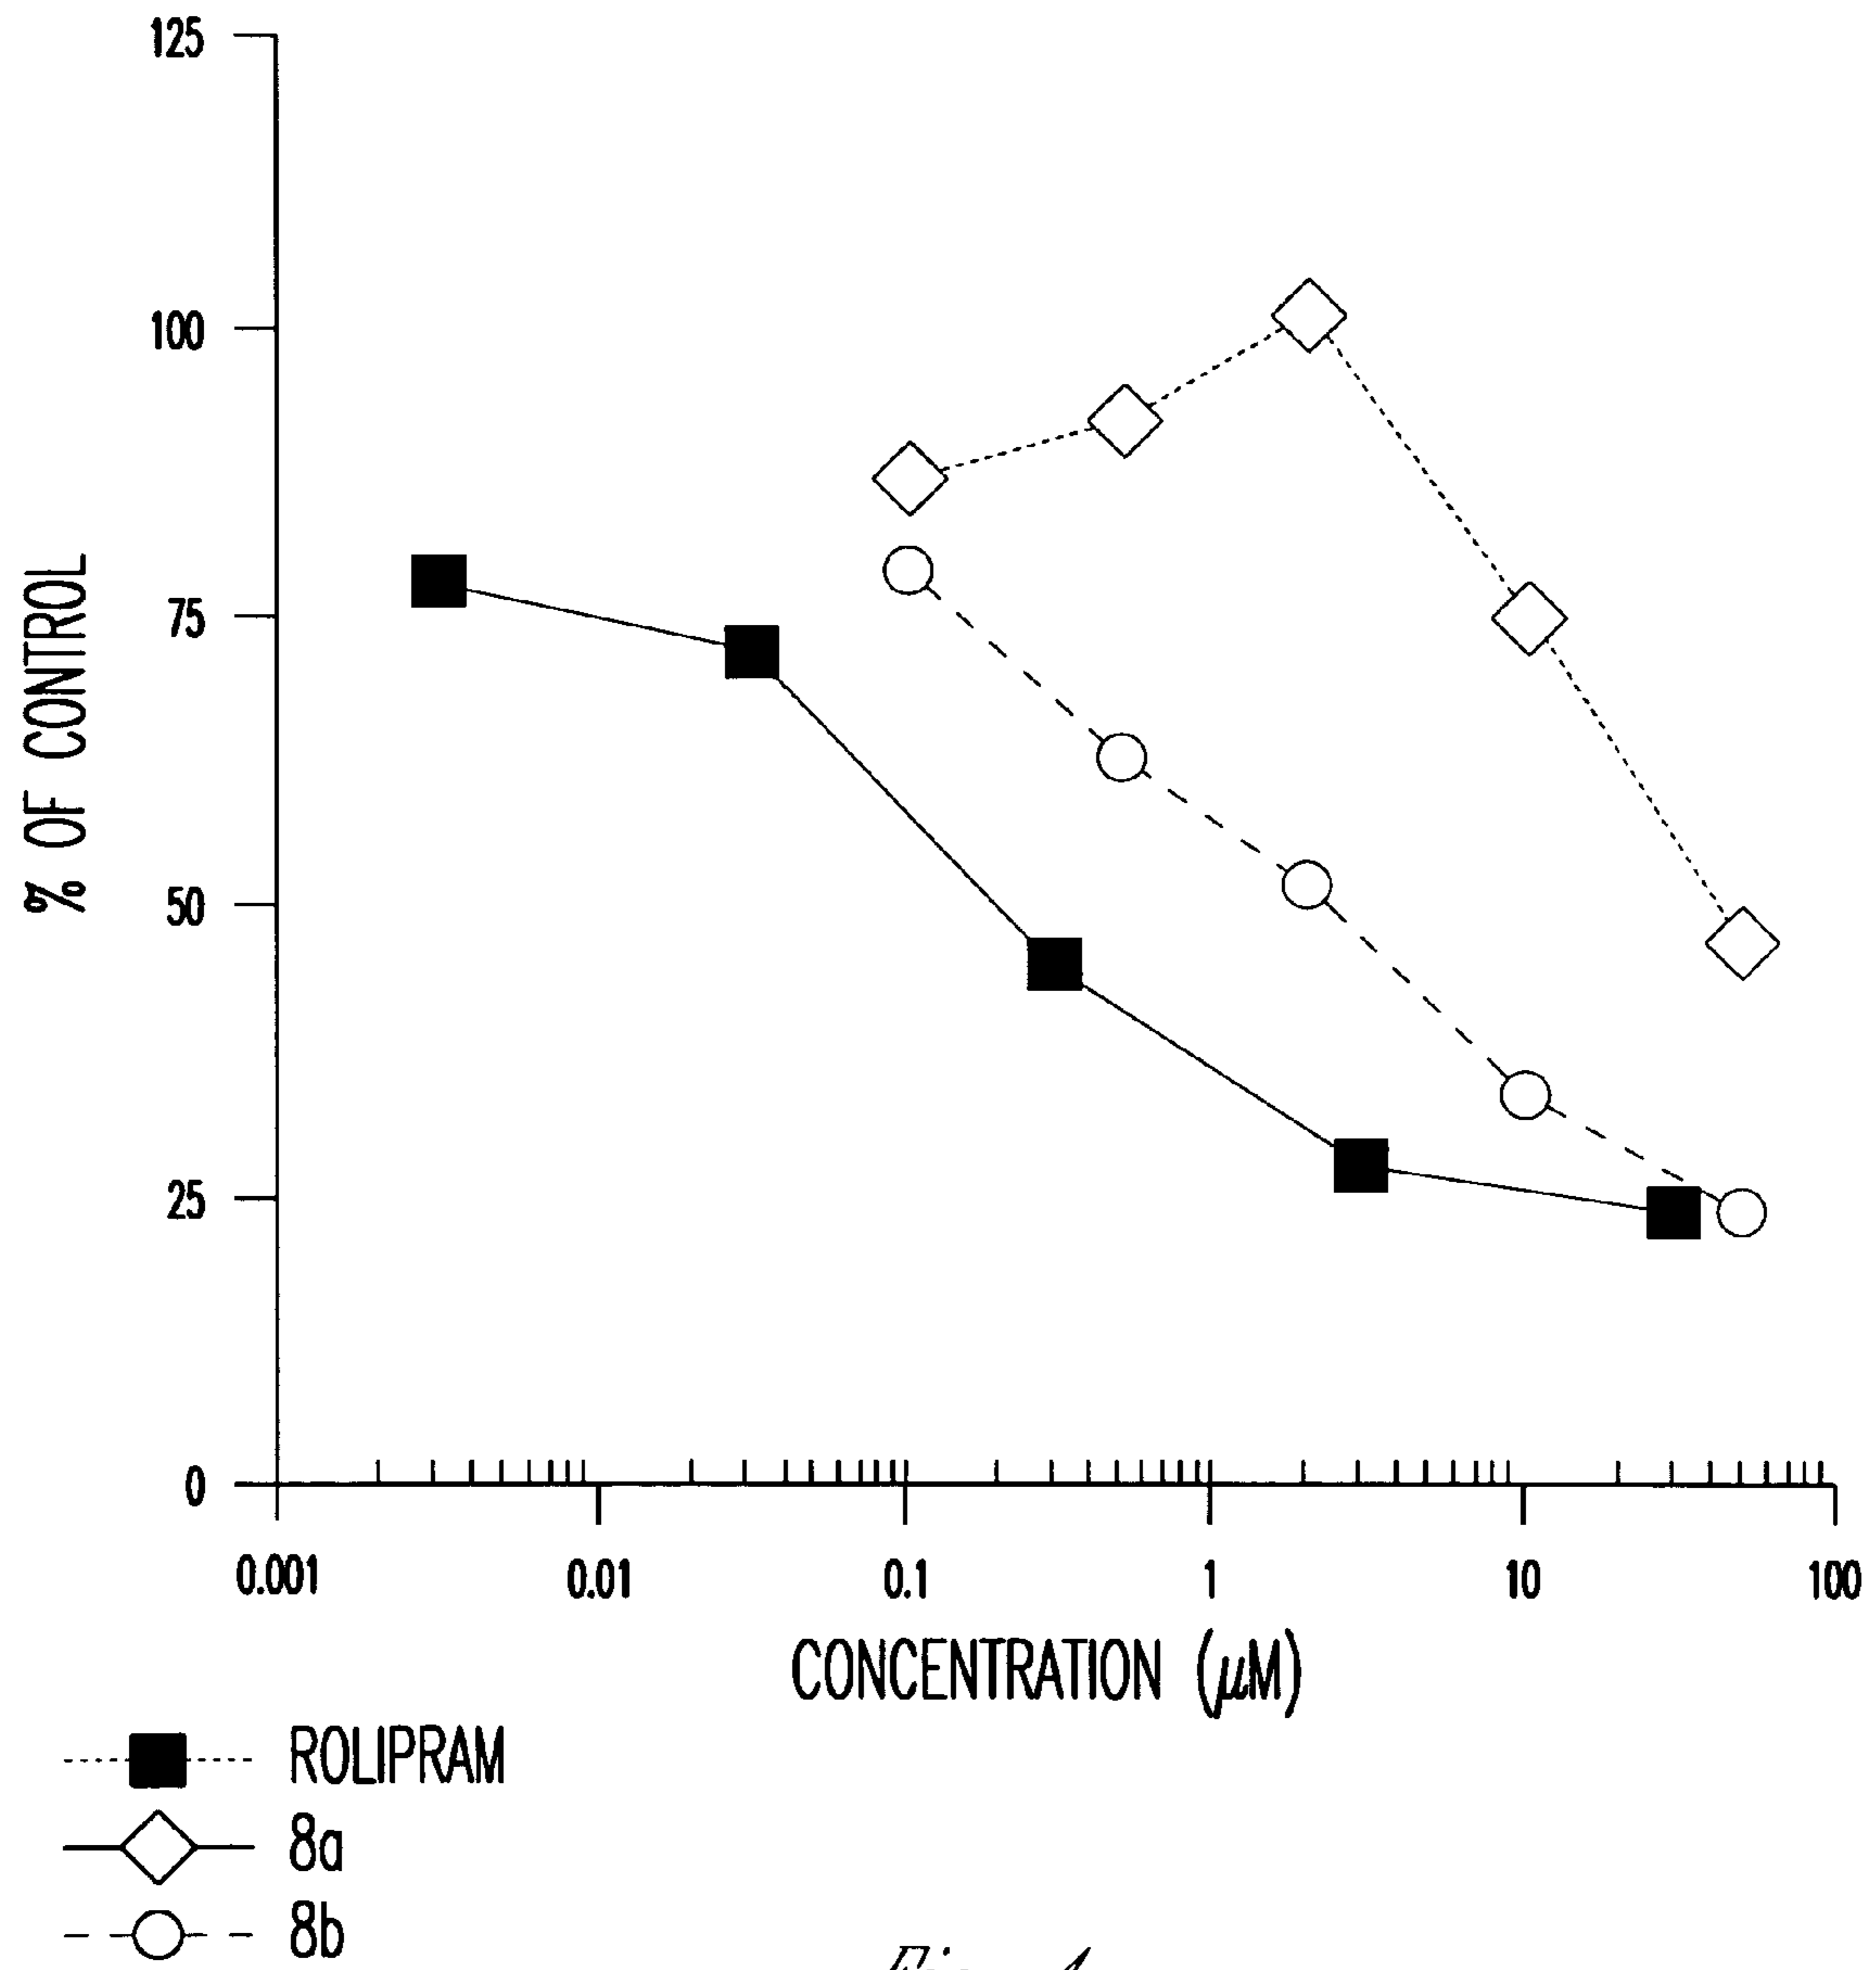 125
100
75
50
25
0
% OF CONTROL
0.001 0.01 0.1 1 10 100
CONCENTRATION (μM)
ROLIPRAM
8a
8b